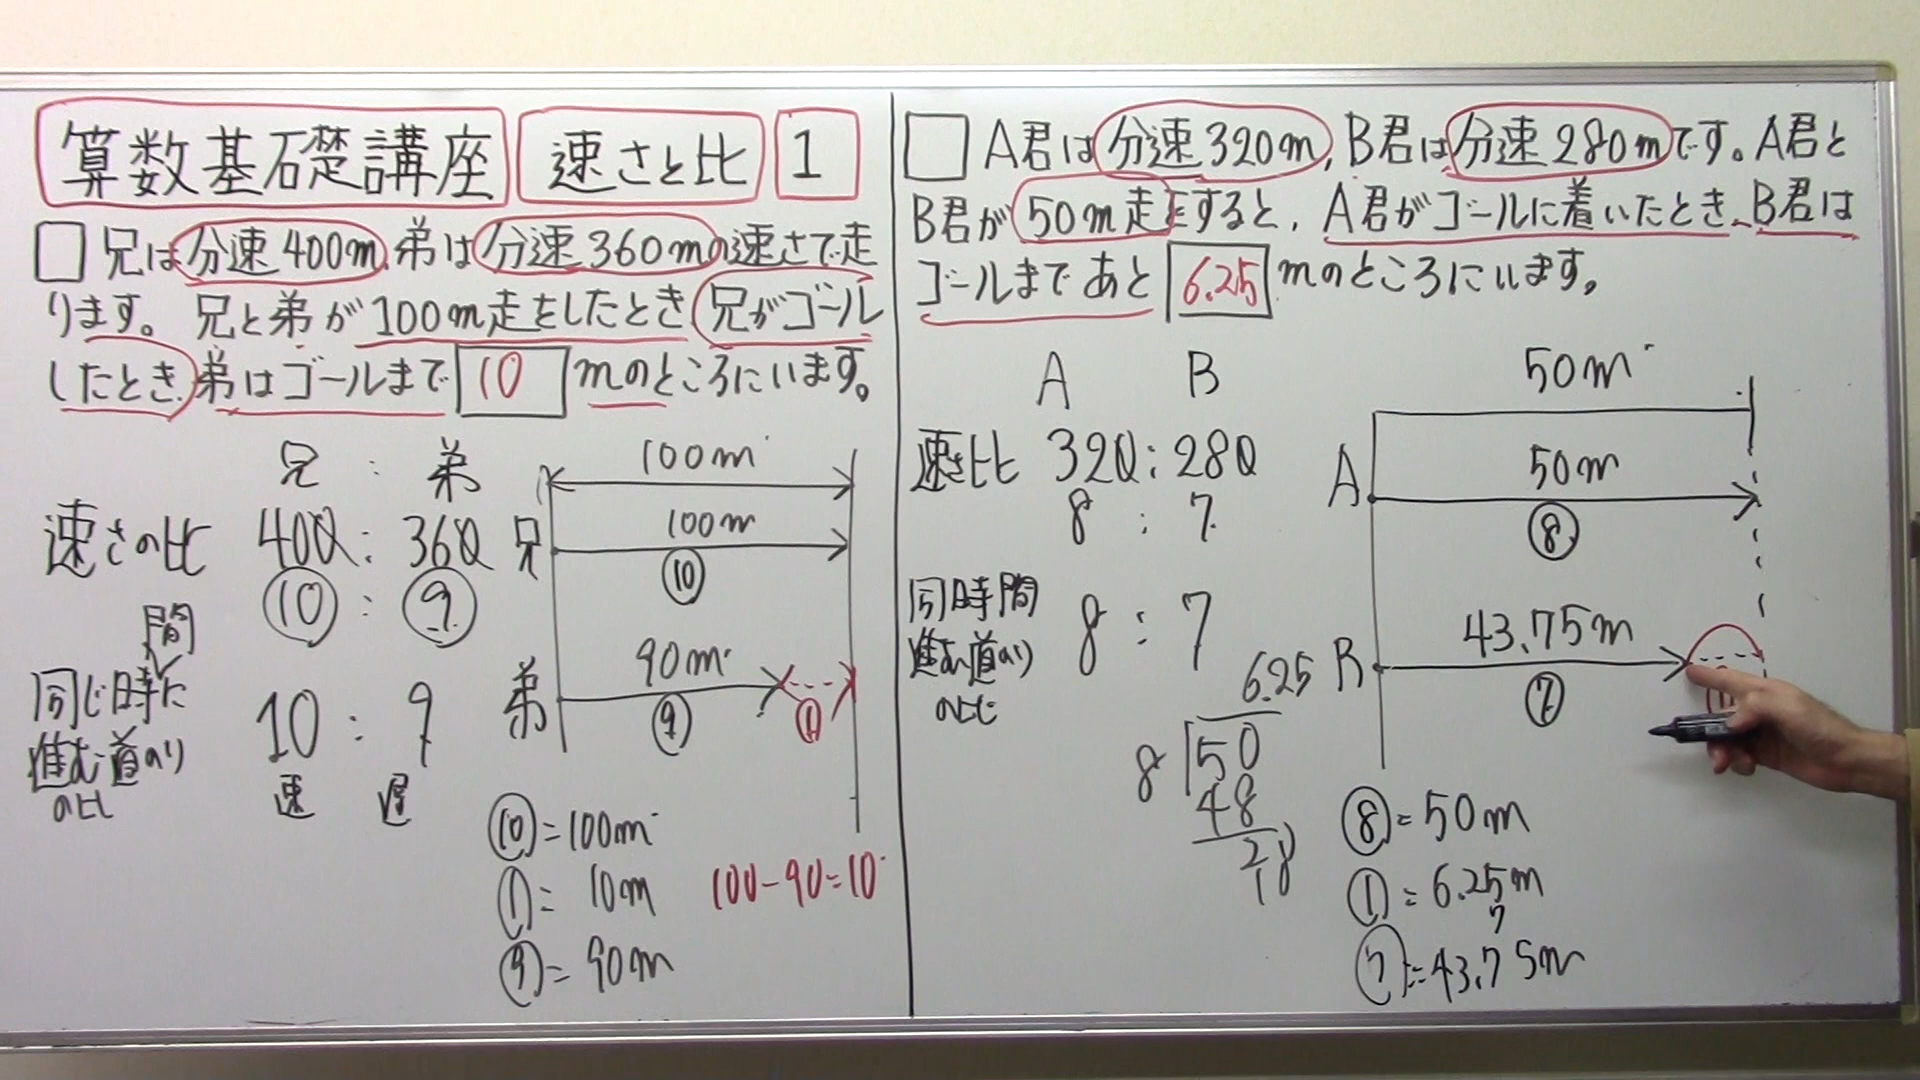 算数基礎講座 速さと比 1
□ 兄は分速400m、弟は分速360mの速さで走
ります。兄と弟が100m走をしたとき兄がゴール
したとき、弟はゴールまで 10 mのところにいます。
兄 : 弟
速さの比 400 : 360
⑩ : ⑨
間
同じ時に
進む道のり
の比
10 : 9
速 遅
100m
兄 100m
⑩
弟 90m
⑨ ①
⑩=100m
①= 10m
⑨= 90m
100-90=10
□ A君は分速320m,B君は分速280mです。A君と
B君が50m走をすると、A君がゴールに着いたとき、B君は
ゴールまであと 6.25 mのところにいます。
A B
速さ比 320 : 280
8 : 7
同時間
進む道のり
の比
8 : 7
6.25
8 50
48
50m
A 50m
⑧
B 43.75m
⑦
⑧=50m
①=6.25m
7
⑦=43.75m